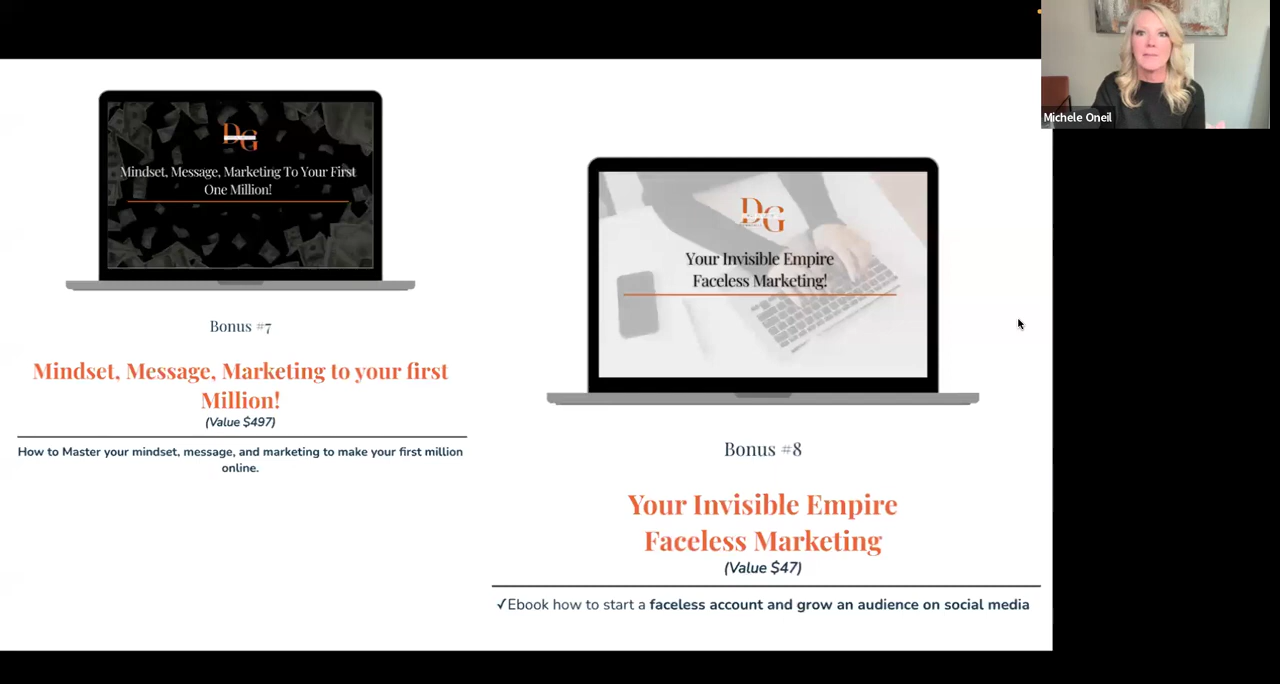 Michele Oneil
DG
Mindset, Message, Marketing To Your First
One Million!
Bonus #7
Mindset, Message, Marketing to your first
Million!
(Value $497)
How to Master your mindset, message, and marketing to make your first million
online.
DG
Your Invisible Empire
Faceless Marketing!
Bonus #8
Your Invisible Empire
Faceless Marketing
(Value $47)
✓Ebook how to start a faceless account and grow an audience on social media